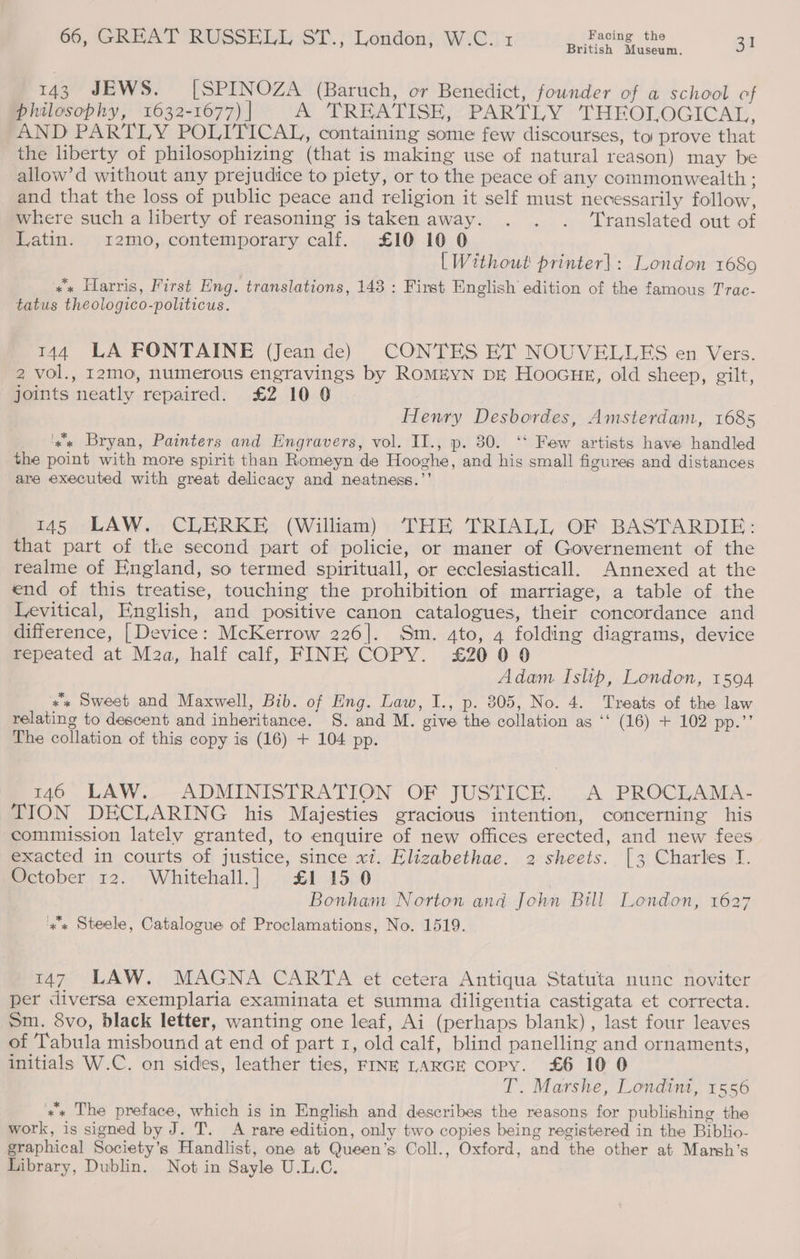 66, GREAT RUSSELL ST., London, W.C. 1 Facing the British Museum. 31
143 JEWS. [SPINOZA (Baruch, or Benedict, founder of a school of
philosophy, 1632-1677)] A TREATISE, PARTLY THEOLOGICAL,
AND PARTLY POLITICAL, containing some few discourses, to prove that
the liberty of philosophizing (that is making use of natural reason) may be
allow'd without any prejudice to piety, or to the peace of any commonwealth ;
and that the loss of public peace and religion it self must necessarily follow,
where such a liberty of reasoning is taken away. . . . Translated out of
Latin. 12mo, contemporary calf. £10 10 0
[Without printer]: London 1689
*** Harris, First Eng. translations, 143 : First English edition of the famous Trac-
tatus theologico-politicus.
144 LA FONTAINE (Jean de) CONTES ET NOUVELLES en Vers.
2 vol., 12mo, numerous engravings by ROMEYN DE HOOGHE, old sheep, gilt,
joints neatly repaired. £2 10 0
Henry Desbordes, Amsterdam, 1685
*** Bryan, Painters and Engravers, vol. II., p. 30. “ Few artists have handled
the point with more spirit than Romeyn de Hooghe, and his small figures and distances
are executed with great delicacy and neatness.”
145 LAW. CLERKE (William) THE TRIALL OF BASTARDIE:
that part of the second part of policie, or maner of Governement of the
realme of England, so termed spirituall, or ecclesiasticall. Annexed at the
end of this treatise, touching the prohibition of marriage, a table of the
Levitical, English, and positive canon catalogues, their concordance and
difference, [Device: McKerrow 226]. Sm. 4to, 4 folding diagrams, device
repeated at M2a, half calf, FINE COPY. £20 0 0
Adam Islip, London, 1594
*** Sweet and Maxwell, Bib. of Eng. Law, I., p. 305, No. 4. Treats of the law
relating to descent and inheritance. S. and M. give the collation as “ (16) + 102 pp.”
The collation of this copy is (16) + 104 pp.
146 LAW. ADMINISTRATION OF JUSTICE. A PROCLAMA-
TION DECLARING his Majesties gracious intention, concerning his
commission lately granted, to enquire of new offices erected, and new fees
exacted in courts of justice, since xi. Elizabethae. 2 sheets. [3 Charles I.
October 12. Whitehall.] £1 15 0
Bonham Norton and John Bill London, 1627
*** Steele, Catalogue of Proclamations, No. 1519.
147 LAW. MAGNA CARTA et cetera Antiqua Statuta nunc noviter
per diversa exemplaria examinata et summa diligentia castigata et correcta.
Sm. 8vo, black letter, wanting one leaf, Ai (perhaps blank), last four leaves
of Tabula misbound at end of part 1, old calf, blind panelling and ornaments,
initials W.C. on sides, leather ties, FINE LARGE COPY. £6 10 0
T. Marshe, Londini, 1556
*** The preface, which is in English and describes the reasons for publishing the
work, is signed by J. T. A rare edition, only two copies being registered in the Biblio-
graphical Society's Handlist, one at Queen's Coll., Oxford, and the other at Marsh's
Library, Dublin. Not in Sayle U.L.C.